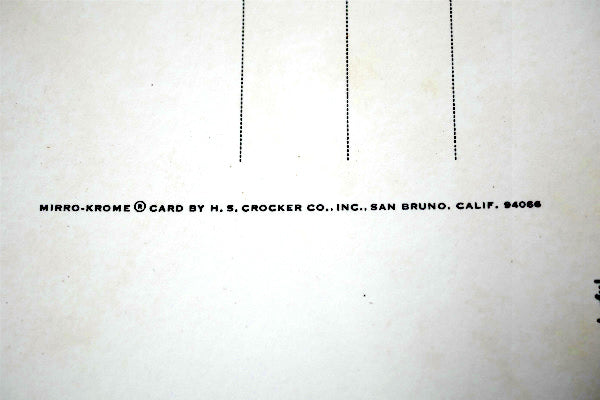 MIRRO-KROME ® CARD BY H. S. CROCKER CO., INC., SAN BRUNO, CALIF. 94066